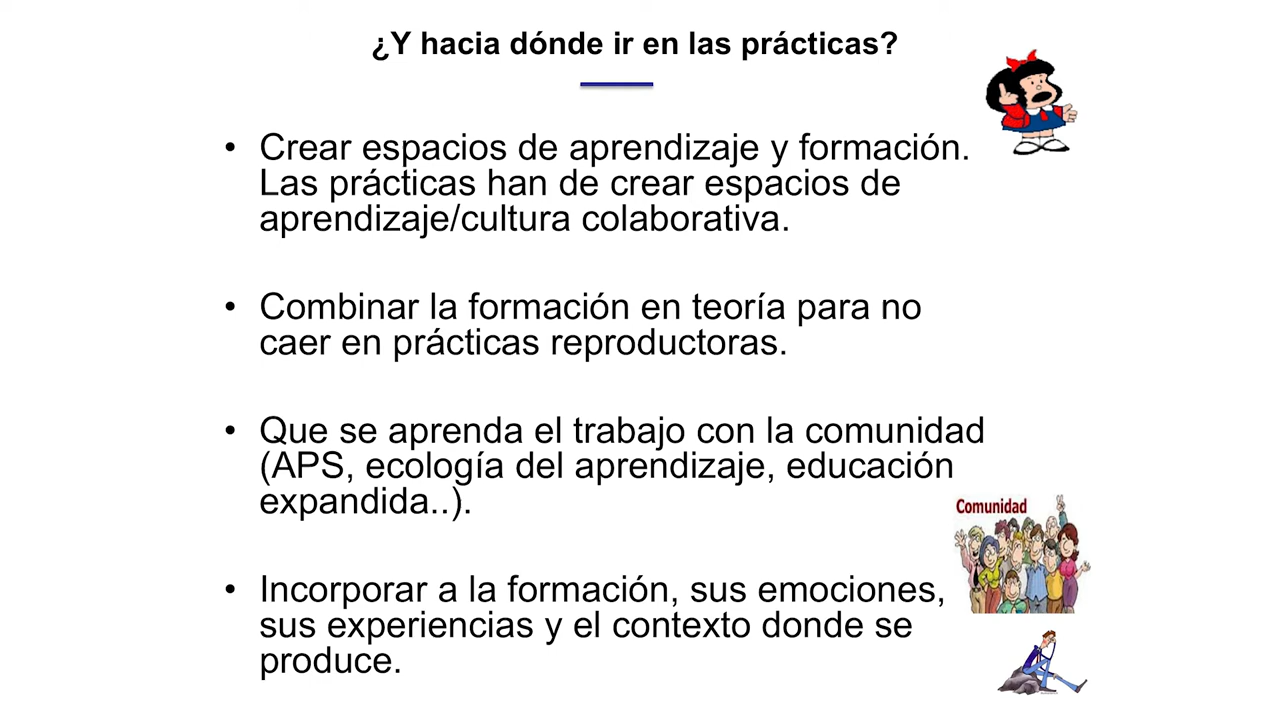 ¿Y hacia dónde ir en las prácticas?
• Crear espacios de aprendizaje y formación.
Las prácticas han de crear espacios de
aprendizaje/cultura colaborativa.
• Combinar la formación en teoría para no
caer en prácticas reproductoras.
• Que se aprenda el trabajo con la comunidad
(APS, ecología del aprendizaje, educación
expandida..).
Comunidad
• Incorporar a la formación, sus emociones,
sus experiencias y el contexto donde se
produce.